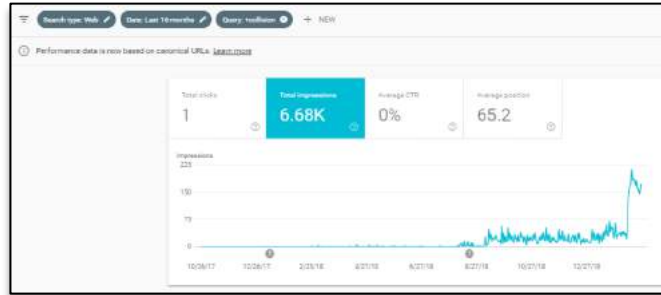 Search type: Web
Date: Last 16 months
Query: +collision
+ NEW
Performance data is now based on canonical URLs. Learn more
Total clicks
1
Total impressions
6.68K
Average CTR
0%
Average position
65.2
Impressions
225
150
75
0
10/26/17
12/26/17
2/25/18
4/27/18
6/27/18
8/27/18
10/27/18
12/27/18